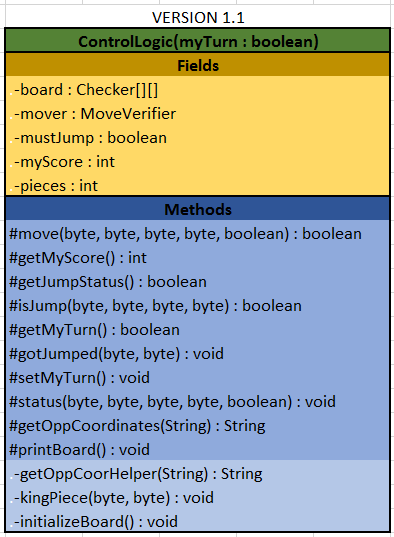 VERSION 1.1
ControlLogic(myTurn : boolean)
Fields
-board : Checker[][]
-mover : MoveVerifier
-mustJump : boolean
-myScore : int
-pieces : int
Methods
#move(byte, byte, byte, byte, boolean) : boolean
#getMyScore() : int
#getJumpStatus() : boolean
#isJump(byte, byte, byte, byte) : boolean
#getMyTurn() : boolean
#gotJumped(byte, byte) : void
#setMyTurn() : void
#status(byte, byte, byte, byte, boolean) : void
#getOppCoordinates(String) : String
#printBoard() : void
-getOppCoorHelper(String) : String
-kingPiece(byte, byte) : void
-initializeBoard() : void